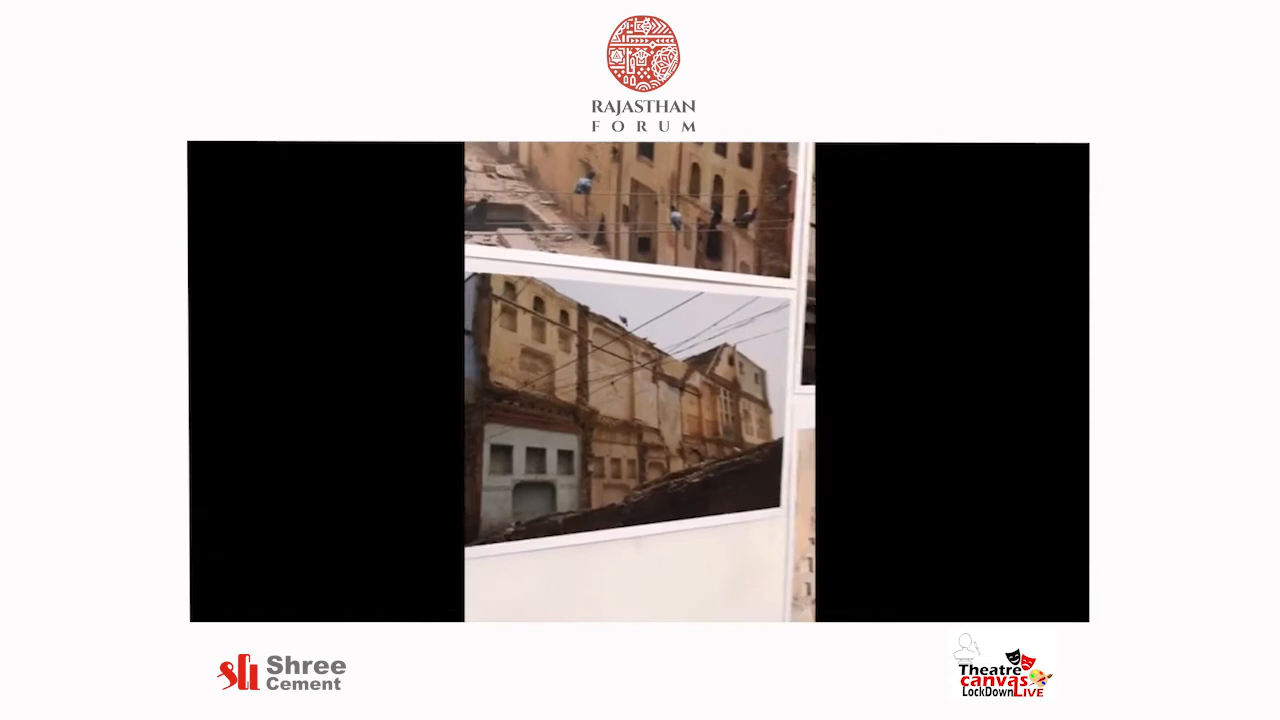 RAJASTHAN
FORUM
Shree
Cement
Theatre
canvas
LockDown LIVE